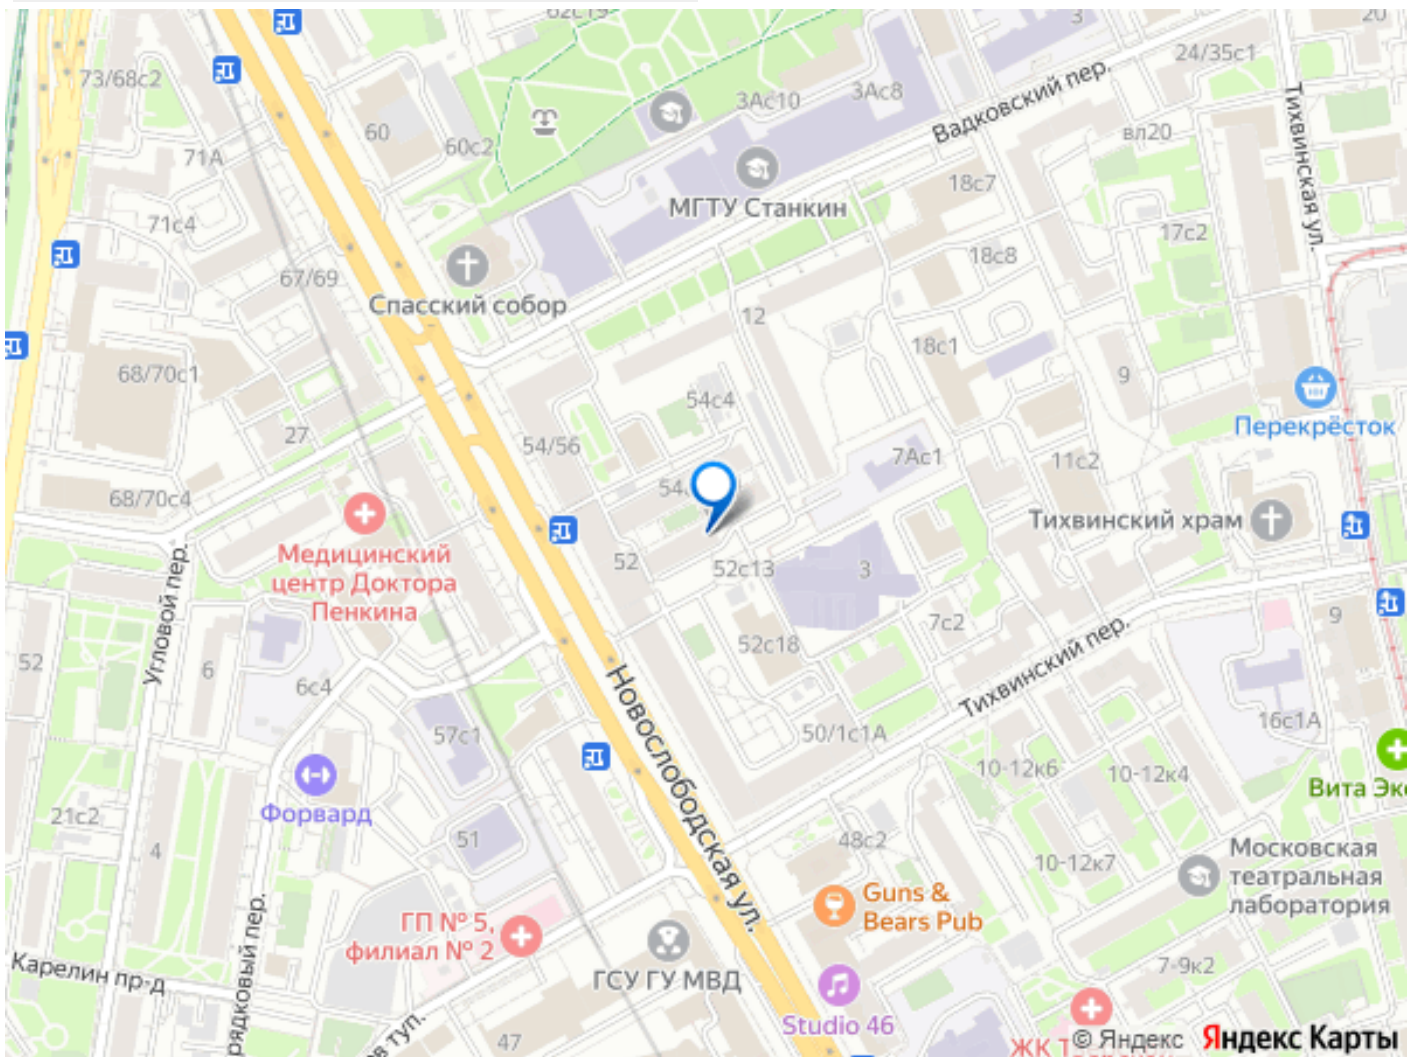 62с19
3
20
24/35с1
73/68с2
3Ас10
3Ас8
Вадковский пер.
Тихвинская ул.
60
60с2
вл20
71А
18с7
МГТУ Станкин
71с4
17с2
18с8
67/69
Спасский собор
12
18с1
68/70с1
9
54с4
Перекрёсток
27
54/56
7Ас1
11с2
68/70с4
Тихвинский храм
Медицинский
центр Доктора
Пенкина
52
52с13
3
Угловой пер.
7с2
9
52с18
52
6
6с4
Тихвинский пер.
Новослободская ул.
57с1
50/1с1А
16с1А
10-12к6
10-12к4
Вита Эк
Форвард
21с2
51
4
48с2
10-12к7
Московская
театральная
лаборатория
Guns &
Bears Pub
ГП № 5,
филиал № 2
Карелин пр-д
рядковый пер.
7-9к2
ГСУ ГУ МВД
Studio 46
47
туп.
ЖК Т
© Яндекс Яндекс Карты